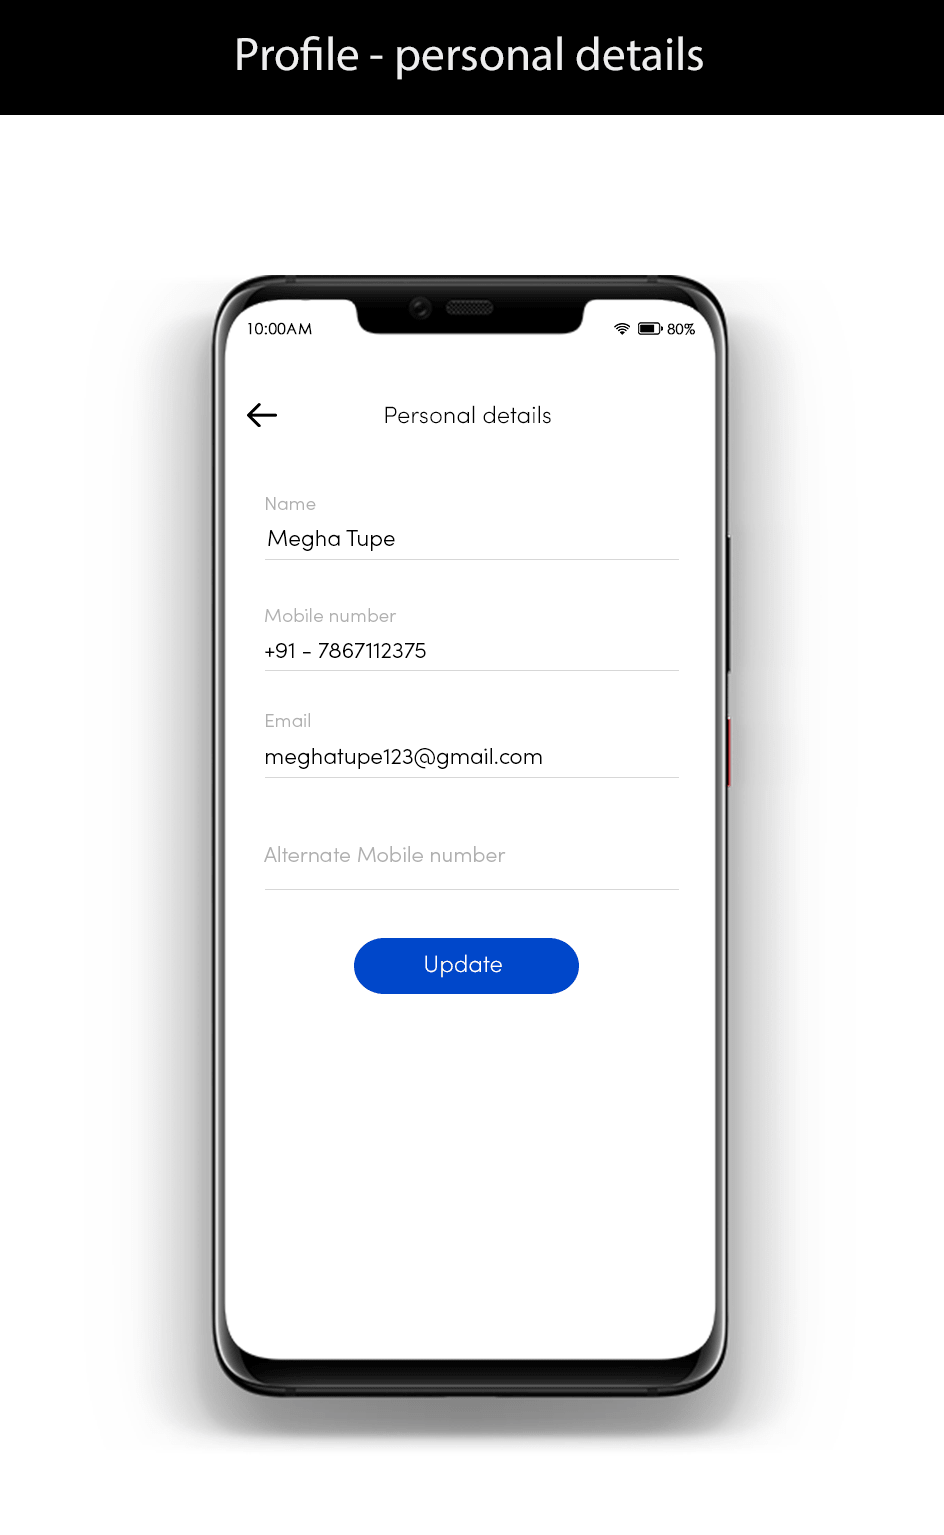 Profile - personal details
10:00AM 80%
Personal details
Name
Megha Tupe
Mobile number
+91 - 7867112375
Email
meghatupe123@gmail.com
Alternate Mobile number
Update